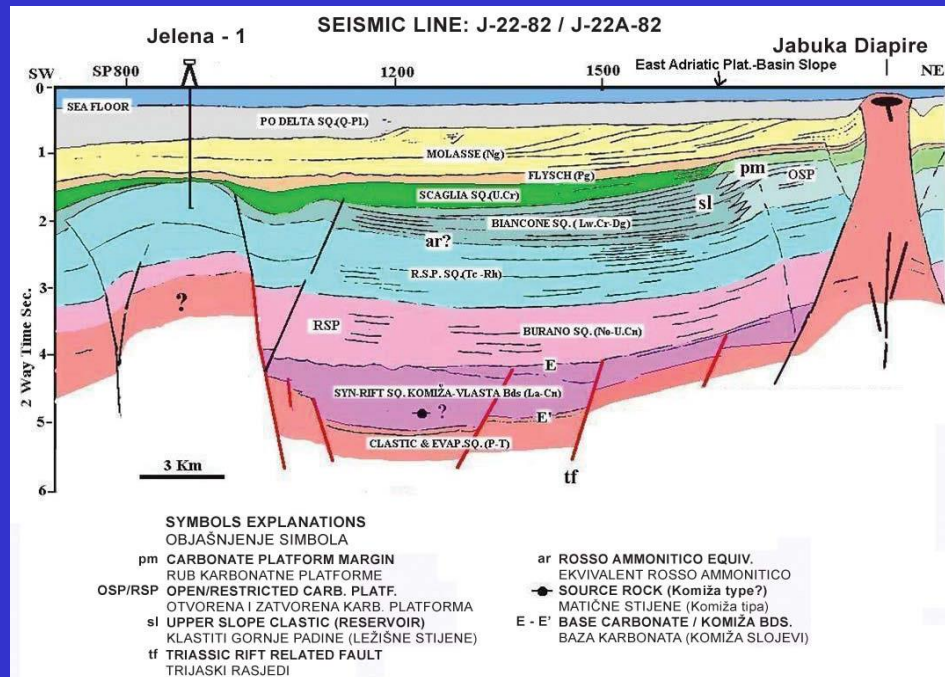 SEISMIC LINE: J-22-82 / J-22A-82
Jelena - 1
Jabuka Diapire
East Adriatic Plat.-Basin Slope
SW
SP800
1200
1500
NE
0
SEA FLOOR
PO DELTA SQ.(Q-Pl.)
MOLASSE (Ng)
1
FLYSCH (Pg)
pm
OSP
SCAGLIA SQ.(U.Cr)
sl
2
BIANCONE SQ. (Lw.Cr-Dg)
ar?
R.S.P. SQ.(Tc -Rh)
3
?
RSP
BURANO SQ. (No-U.Cn)
4
E
SYN-RIFT SQ. KOMIŽA-VLASTA Bds (La-Cn)
?
E'
5
CLASTIC & EVAP.SQ. (P-T)
3 Km
tf
6
2 Way Time Sec.
SYMBOLS EXPLANATIONS
OBJAŠNJENJE SIMBOLA
pm CARBONATE PLATFORM MARGIN
RUB KARBONATNE PLATFORME
OSP/RSP OPEN/RESTRICTED CARB. PLATF.
OTVORENA I ZATVORENA KARB. PLATFORMA
sl UPPER SLOPE CLASTIC (RESERVOIR)
KLASTITI GORNJE PADINE (LEŽIŠNE STIJENE)
tf TRIASSIC RIFT RELATED FAULT
TRIJASKI RASJEDI
ar ROSSO AMMONITICO EQUIV.
EKVIVALENT ROSSO AMMONITICO
SOURCE ROCK (Komiža type?)
MATIČNE STIJENE (Komiža tipa)
E - E' BASE CARBONATE / KOMIŽA BDS.
BAZA KARBONATA (KOMIŽA SLOJEVI)